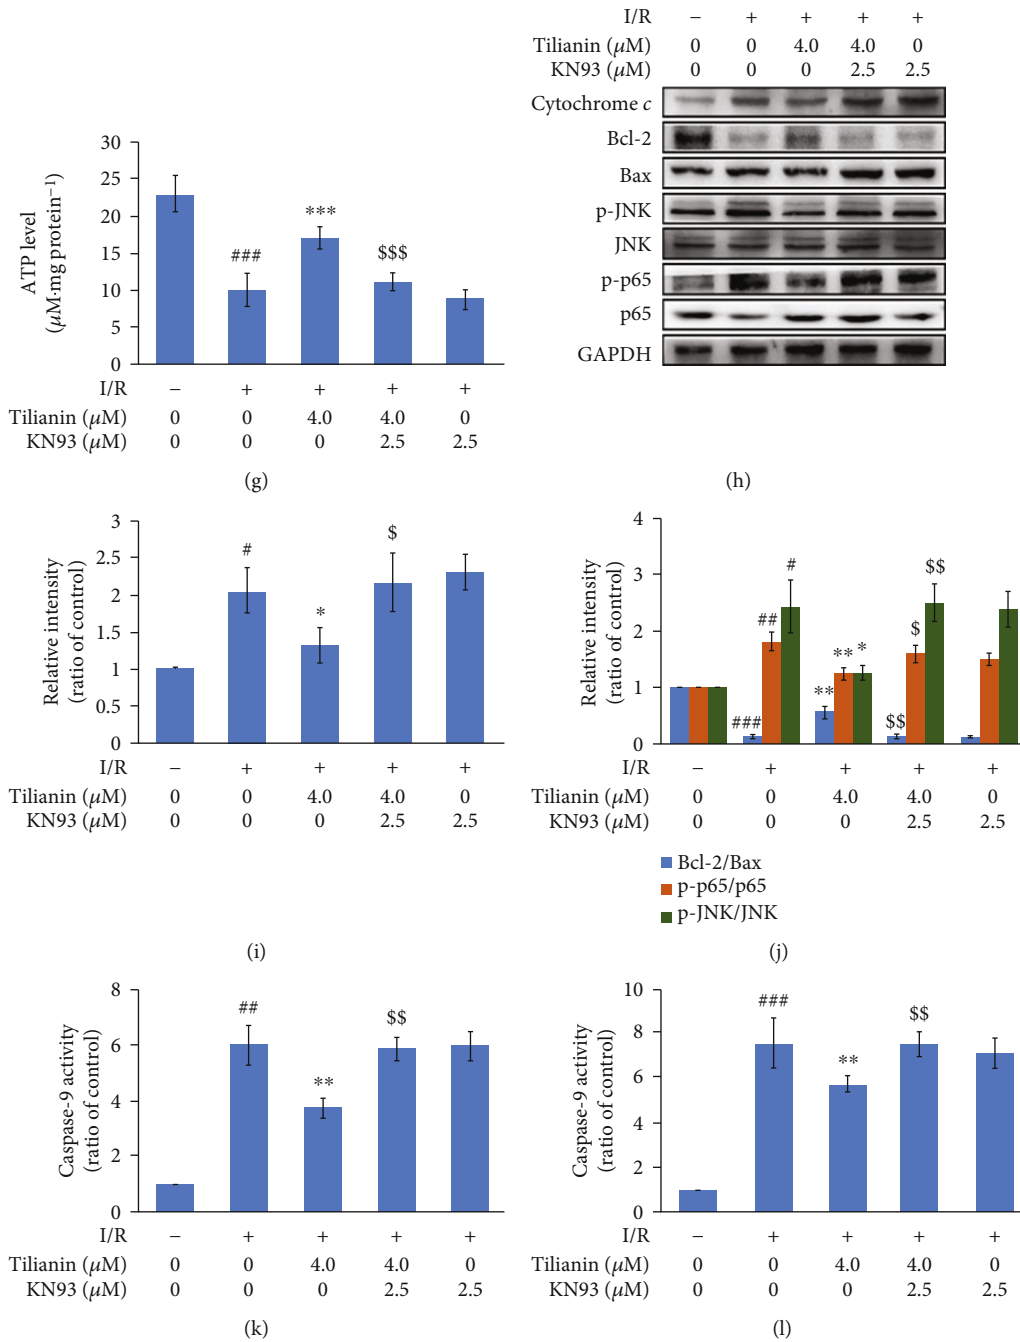 30
25
20
15
10
5
0
ATP level
(μM·mg protein⁻¹)
###
***
$$$
I/R − + + + +
Tilianin (μM) 0 0 4.0 4.0 0
KN93 (μM) 0 0 0 2.5 2.5
(g)
I/R − + + + +
Tilianin (μM) 0 0 4.0 4.0 0
KN93 (μM) 0 0 0 2.5 2.5
Cytochrome c
Bcl-2
Bax
p-JNK
JNK
p-p65
p65
GAPDH
(h)
3
2.5
2
1.5
1
0.5
0
Relative intensity
(ratio of control)
#
*
$
I/R − + + + +
Tilianin (μM) 0 0 4.0 4.0 0
KN93 (μM) 0 0 0 2.5 2.5
(i)
4
3
2
1
0
Relative intensity
(ratio of control)
### ## #
** ** *
$$ $ $$
I/R − + + + +
Tilianin (μM) 0 0 4.0 4.0 0
KN93 (μM) 0 0 0 2.5 2.5
Bcl-2/Bax
p-p65/p65
p-JNK/JNK
(j)
8
6
4
2
0
Caspase-9 activity
(ratio of control)
##
**
$$
I/R − + + + +
Tilianin (μM) 0 0 4.0 4.0 0
KN93 (μM) 0 0 0 2.5 2.5
(k)
10
8
6
4
2
0
Caspase-9 activity
(ratio of control)
###
**
$$
I/R − + + + +
Tilianin (μM) 0 0 4.0 4.0 0
KN93 (μM) 0 0 0 2.5 2.5
(l)